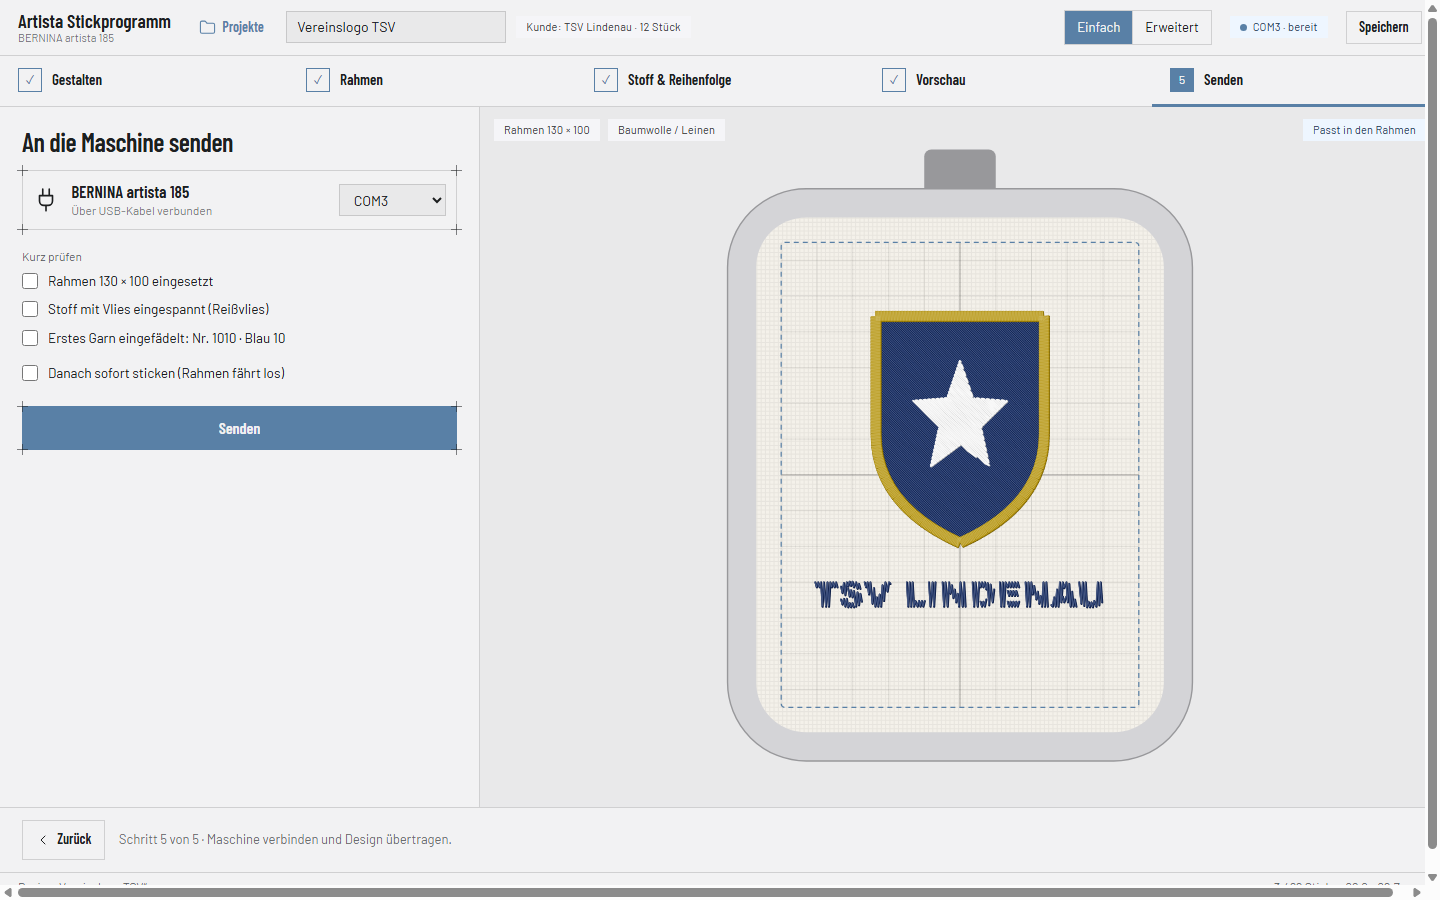 Artista Stickprogramm
BERNINA artista 185
Projekte
Vereinslogo TSV
Kunde: TSV Lindenau · 12 Stück
Einfach
Erweitert
COM3 · bereit
Speichern
✓ Gestalten
✓ Rahmen
✓ Stoff & Reihenfolge
✓ Vorschau
5 Senden
An die Maschine senden
BERNINA artista 185
Über USB-Kabel verbunden
COM3
Kurz prüfen
Rahmen 130 × 100 eingesetzt
Stoff mit Vlies eingespannt (Reißvlies)
Erstes Garn eingefädelt: Nr. 1010 · Blau 10
Danach sofort sticken (Rahmen fährt los)
Senden
Rahmen 130 × 100
Baumwolle / Leinen
Passt in den Rahmen
TSV LINDENAU
Zurück
Schritt 5 von 5 · Maschine verbinden und Design übertragen.